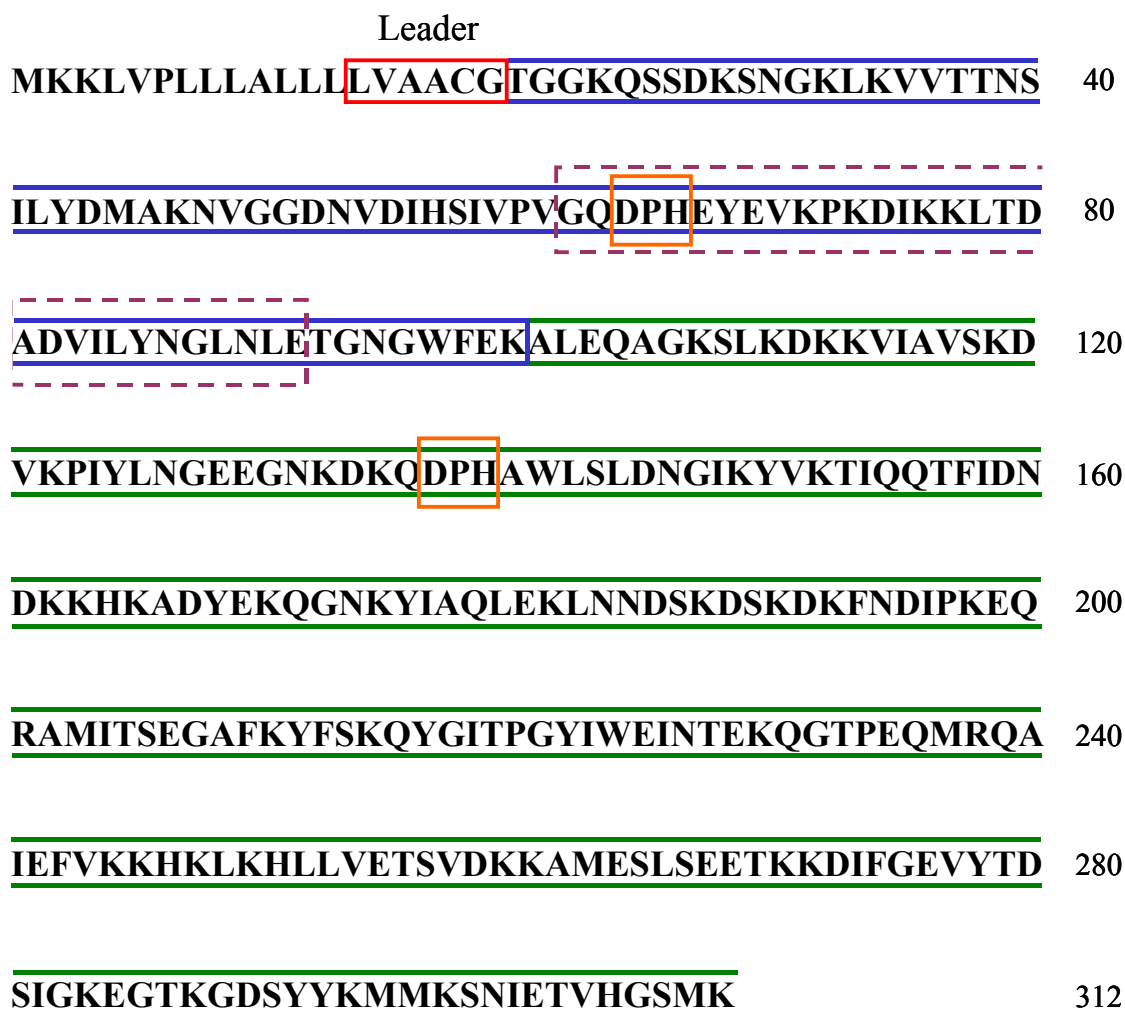 Leader
MKKLVPLLLALLLLVAACGTGGKQSSDKSNGKLKVVTTNS 40
ILYDMAKNVGGDNVDIHSIVPVGQDPHEYEVKPKDIKKLTD 80
ADVILYNGLNLETGNGWFEKALEQAGKSLKDKKVIAVSKD 120
VKPIYLNGEEGNKDKQDPHAWLSLDNGIKYVKTIQQTFIDN 160
DKKHKADYEKQGNKYIAQLEKLNNDSKDSKDKFNDIPKEQ 200
RAMITSEGAFKYFSKQYGITPGYIWEINTEKQGTPEQMRQA 240
IEFVKKHKLKHLLVETSVDKKAMESLSEETKKDIFGEVYTD 280
SIGKEGTKGDSYYKMMKSNIETVHGSMK 312